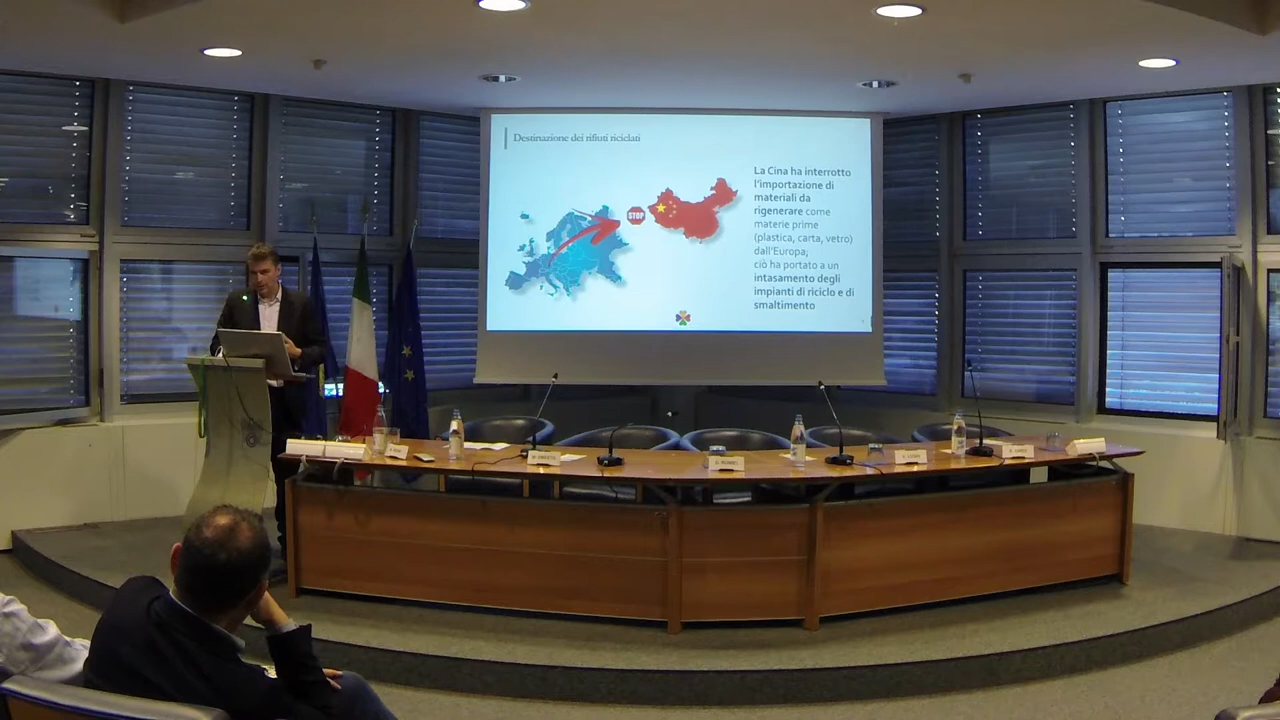 Destinazione dei rifiuti riciclati
STOP
La Cina ha interrotto
l'importazione di
materiali da
rigenerare come
materie prime
(plastica, carta, vetro)
dall'Europa;
ciò ha portato a un
intasamento degli
impianti di riciclo e di
smaltimento